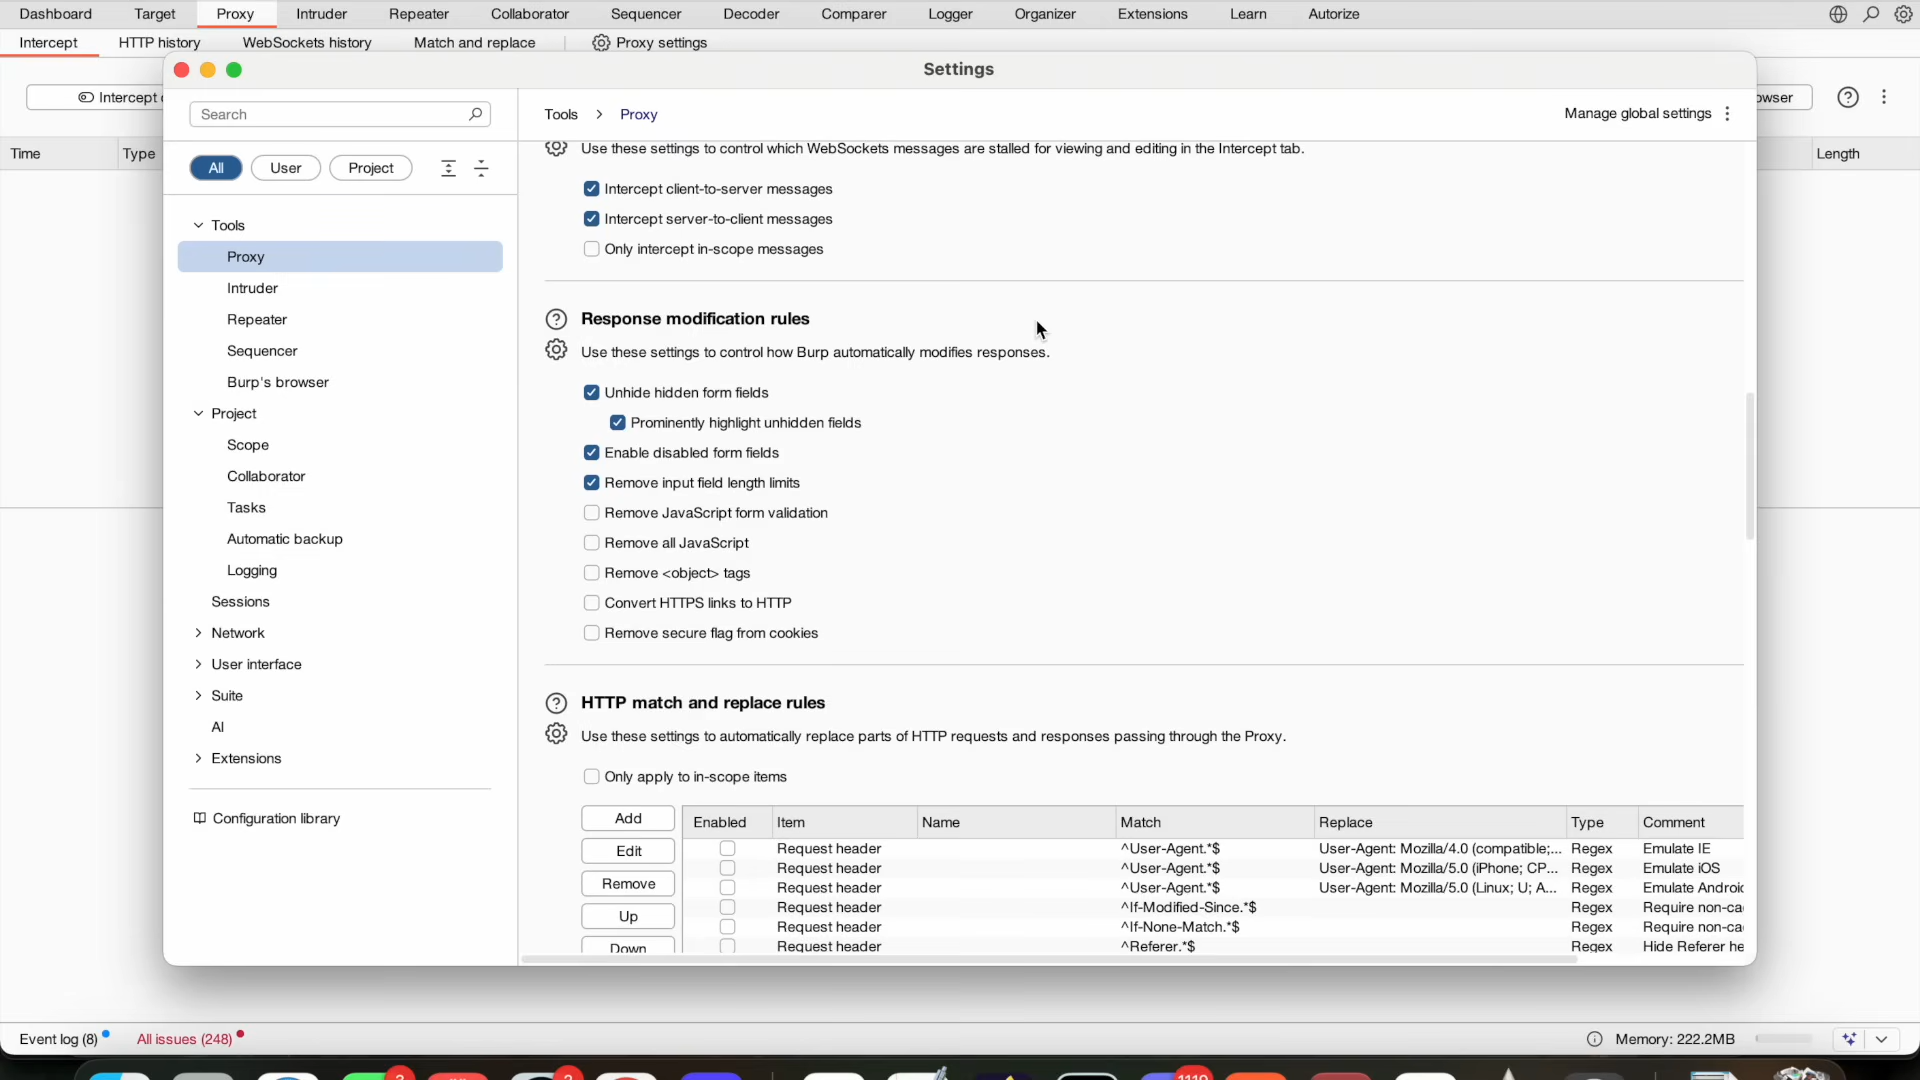 Dashboard Target Proxy Intruder Repeater Collaborator Sequencer Decoder Comparer Logger Organizer Extensions Learn Autorize
Intercept HTTP history WebSockets history Match and replace Proxy settings
Settings
Intercept
Search
Tools > Proxy
Manage global settings
Time Type
Length
All User Project
Use these settings to control which WebSockets messages are stalled for viewing and editing in the Intercept tab.
Intercept client-to-server messages
Intercept server-to-client messages
Only intercept in-scope messages
Tools
Proxy
Intruder
Repeater
Sequencer
Burp's browser
Project
Scope
Collaborator
Tasks
Automatic backup
Logging
Sessions
Network
User interface
Suite
AI
Extensions
Configuration library
Response modification rules
Use these settings to control how Burp automatically modifies responses.
Unhide hidden form fields
Prominently highlight unhidden fields
Enable disabled form fields
Remove input field length limits
Remove JavaScript form validation
Remove all JavaScript
Remove <object> tags
Convert HTTPS links to HTTP
Remove secure flag from cookies
HTTP match and replace rules
Use these settings to automatically replace parts of HTTP requests and responses passing through the Proxy.
Only apply to in-scope items
Add
Edit
Remove
Up
Down
Enabled Item Name Match Replace Type Comment
Request header ^User-Agent.*$ User-Agent: Mozilla/4.0 (compatible;... Regex Emulate IE
Request header ^User-Agent.*$ User-Agent: Mozilla/5.0 (iPhone; CP... Regex Emulate iOS
Request header ^User-Agent.*$ User-Agent: Mozilla/5.0 (Linux; U; A... Regex Emulate Androic
Request header ^If-Modified-Since.*$ Regex Require non-ca
Request header ^If-None-Match.*$ Regex Require non-ca
Request header ^Referer.*$ Regex Hide Referer he
Event log (8) All issues (248)
Memory: 222.2MB